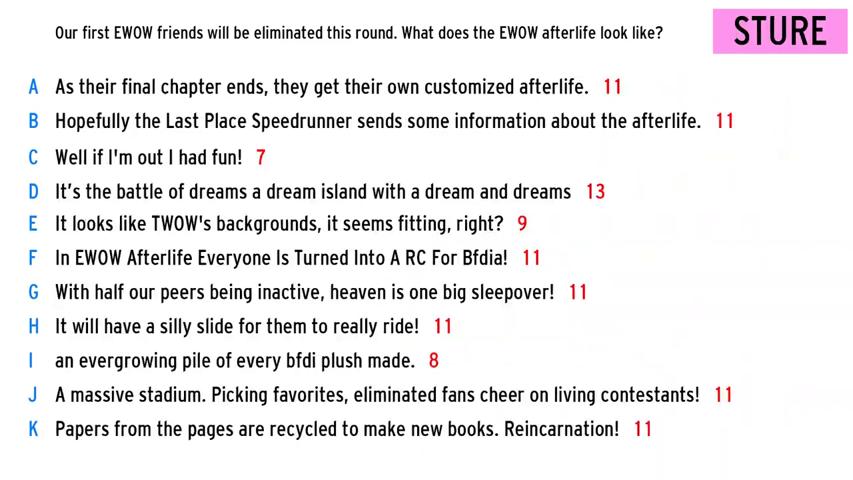 Our first EWOW friends will be eliminated this round. What does the EWOW afterlife look like?
STURE
A As their final chapter ends, they get their own customized afterlife. 11
B Hopefully the Last Place Speedrunner sends some information about the afterlife. 11
C Well if I'm out I had fun! 7
D It’s the battle of dreams a dream island with a dream and dreams 13
E It looks like TWOW's backgrounds, it seems fitting, right? 9
F In EWOW Afterlife Everyone Is Turned Into A RC For Bfdia! 11
G With half our peers being inactive, heaven is one big sleepover! 11
H It will have a silly slide for them to really ride! 11
I an evergrowing pile of every bfdi plush made. 8
J A massive stadium. Picking favorites, eliminated fans cheer on living contestants! 11
K Papers from the pages are recycled to make new books. Reincarnation! 11